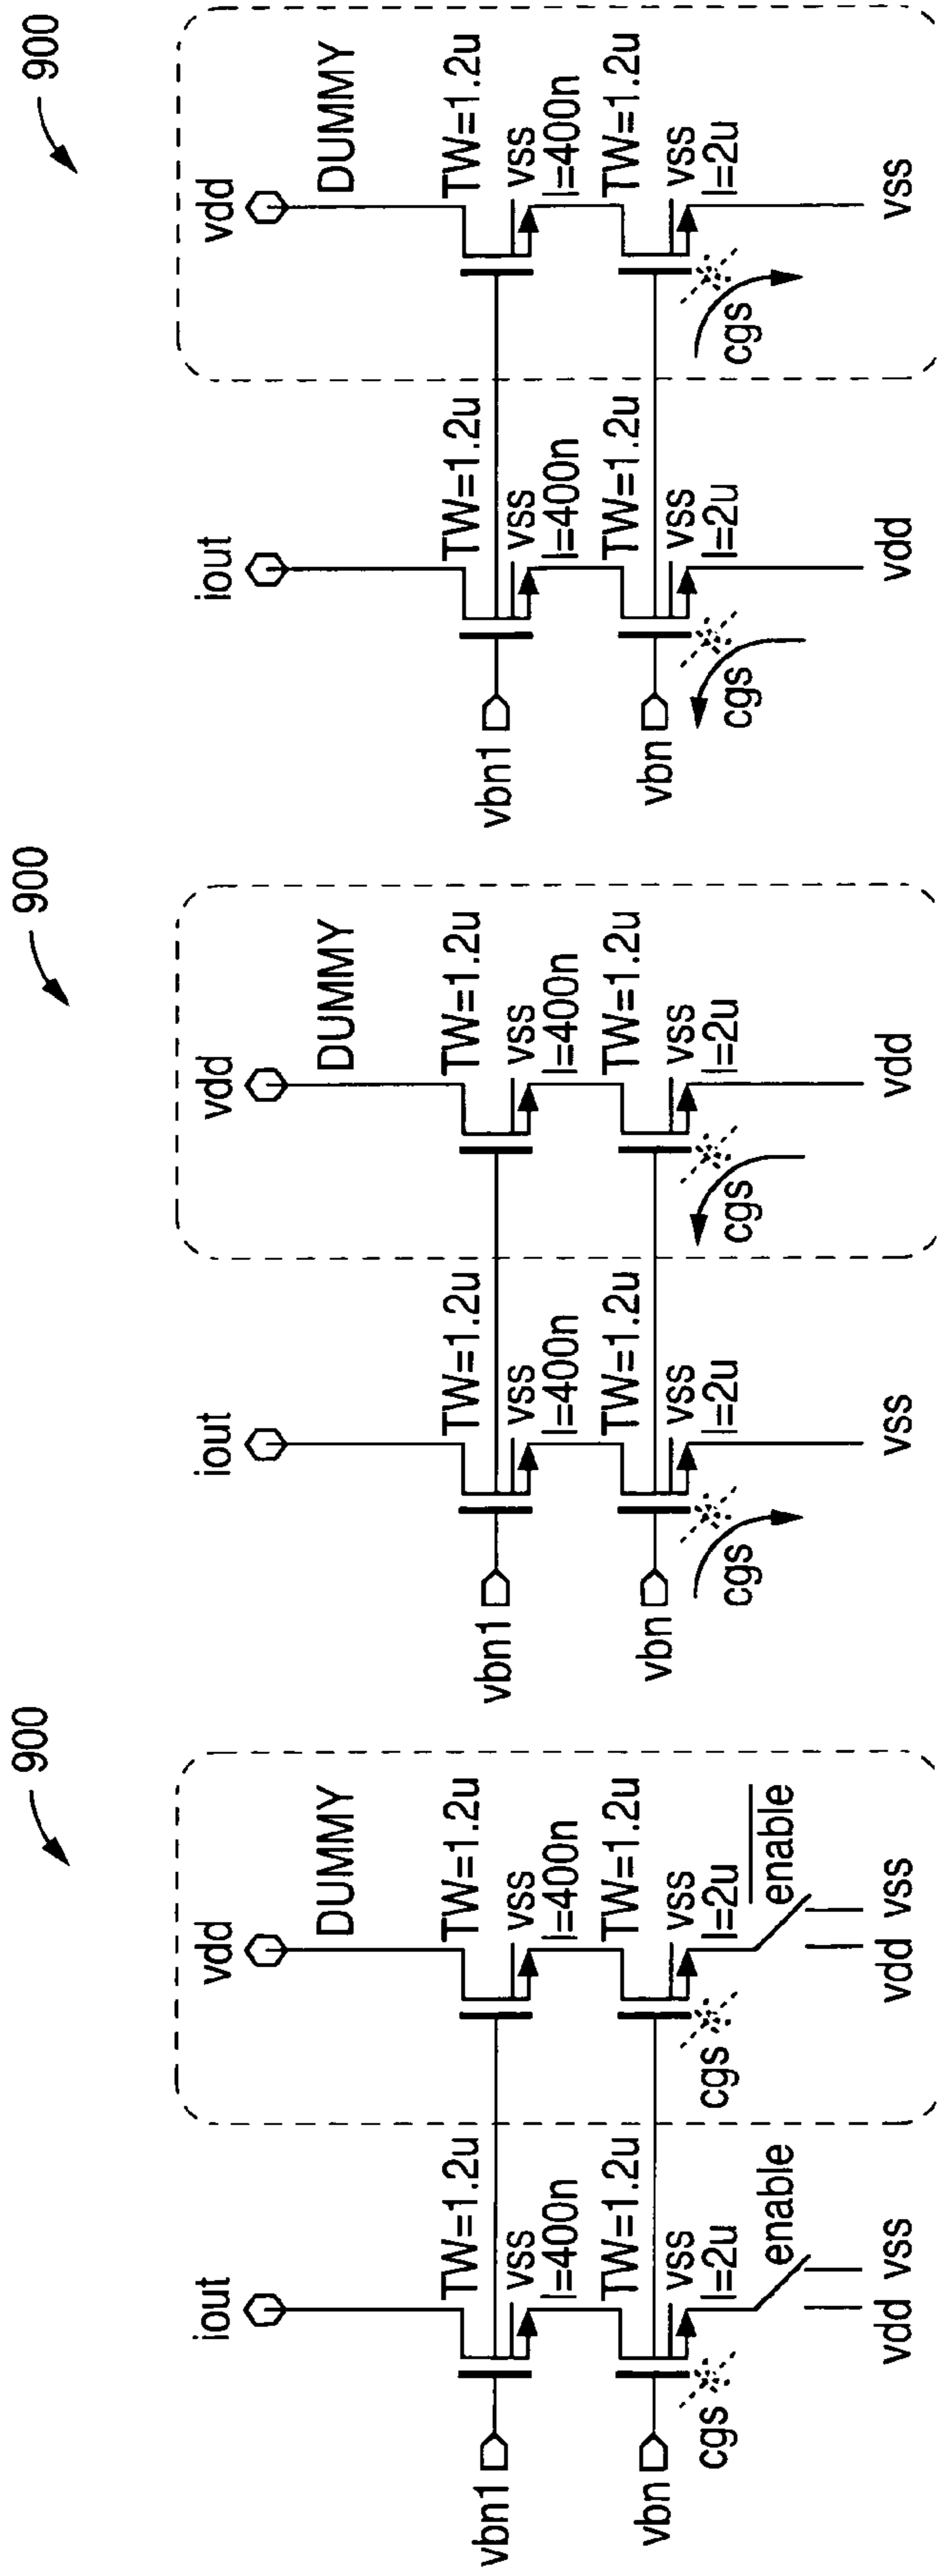 900
iout
vdd
DUMMY
TW=1.2u
TW=1.2u
vbn1
vss
vss
l=400n
l=400n
TW=1.2u
TW=1.2u
vbn
vss
vss
l=2u
l=2u
cgs
cgs
enable
enable
vdd vss
vdd vss
900
iout
vdd
DUMMY
TW=1.2u
TW=1.2u
vbn1
vss
vss
l=400n
l=400n
TW=1.2u
TW=1.2u
vbn
vss
vss
l=2u
l=2u
cgs
cgs
vss
vdd
900
iout
vdd
DUMMY
TW=1.2u
TW=1.2u
vbn1
vss
vss
l=400n
l=400n
TW=1.2u
TW=1.2u
vbn
vss
vss
l=2u
l=2u
cgs
cgs
vdd
vss